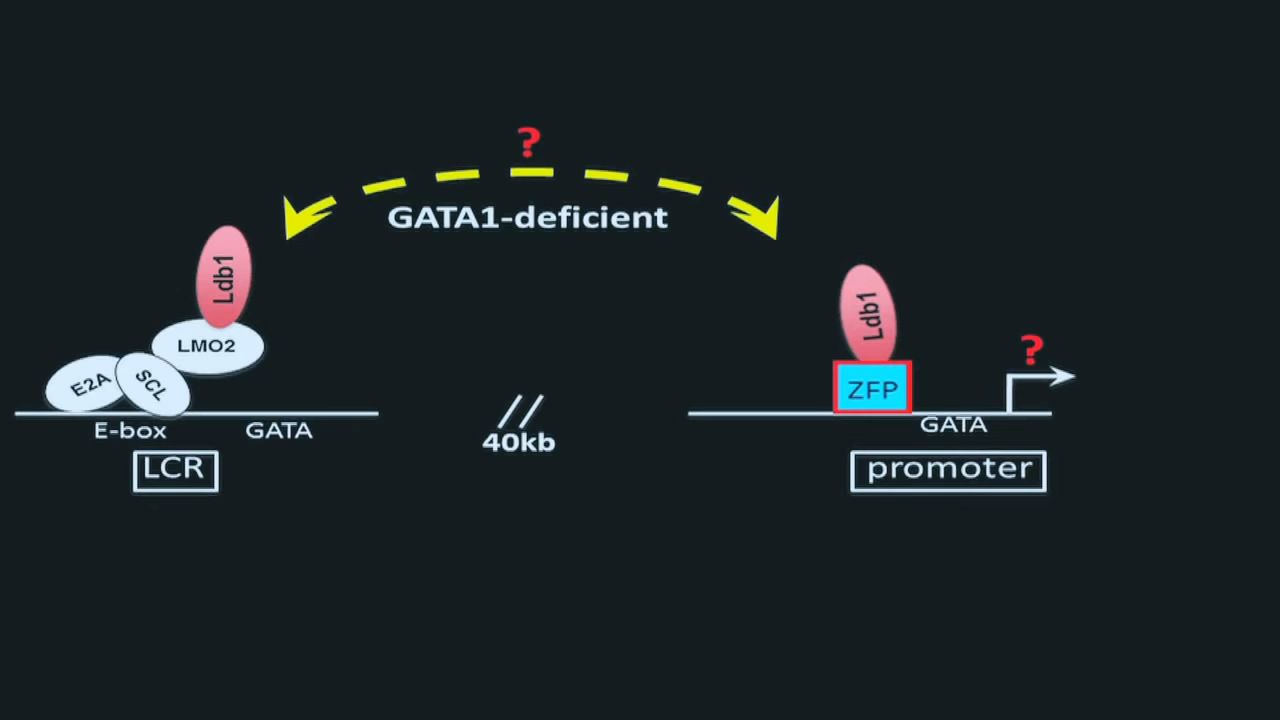 ?
GATA1-deficient
Ldb1
Ldb1
LMO2
?
E2A
SCL
ZFP
E-box
GATA
40kb
GATA
LCR
promoter